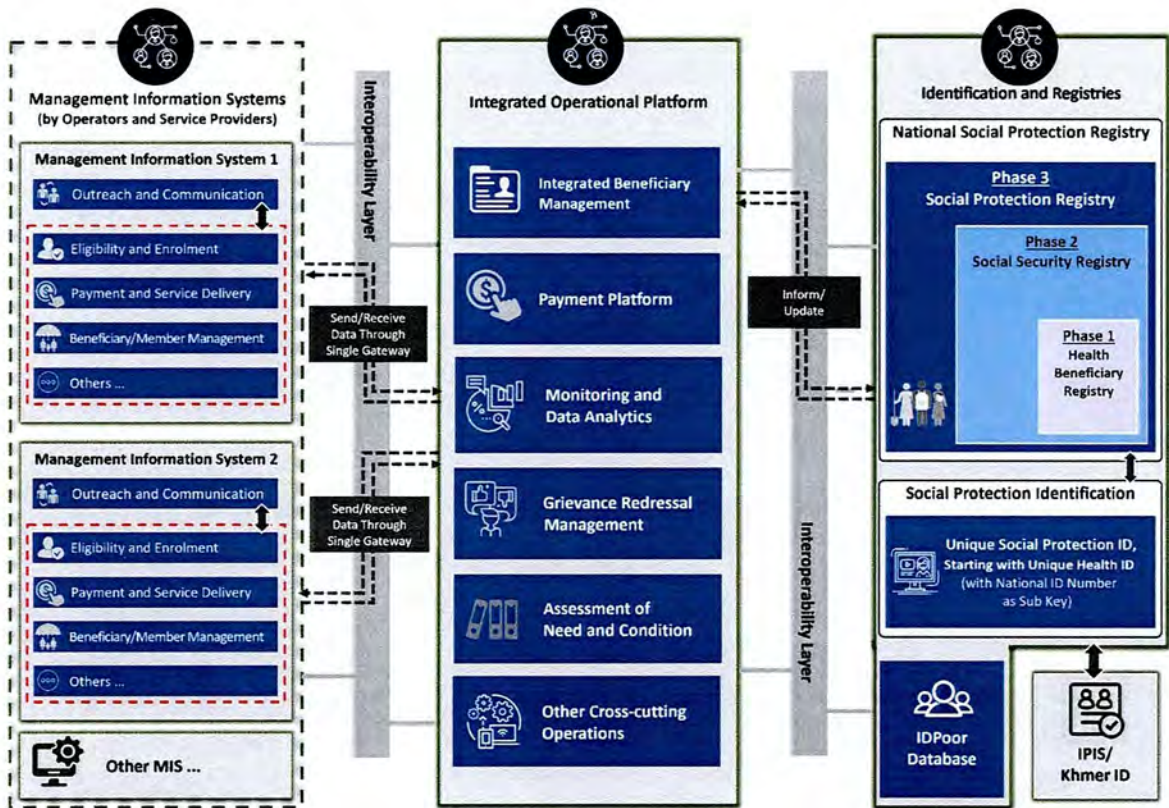 Management Information Systems
(by Operators and Service Providers)
Management Information System 1
Outreach and Communication
Eligibility and Enrolment
Payment and Service Delivery
Beneficiary/Member Management
Others ...
Management Information System 2
Outreach and Communication
Eligibility and Enrolment
Payment and Service Delivery
Beneficiary/Member Management
Others ...
Other MIS ...
Interoperability Layer
Send/Receive
Data Through
Single Gateway
Send/Receive
Data Through
Single Gateway
Integrated Operational Platform
Integrated Beneficiary
Management
Payment Platform
Monitoring and
Data Analytics
Grievance Redressal
Management
Assessment of
Need and Condition
Other Cross-cutting
Operations
Interoperability Layer
Inform/
Update
Identification and Registries
National Social Protection Registry
Phase 3
Social Protection Registry
Phase 2
Social Security Registry
Phase 1
Health
Beneficiary
Registry
Social Protection Identification
Unique Social Protection ID,
Starting with Unique Health ID
(with National ID Number
as Sub Key)
IDPoor
Database
IPIS/
Khmer ID